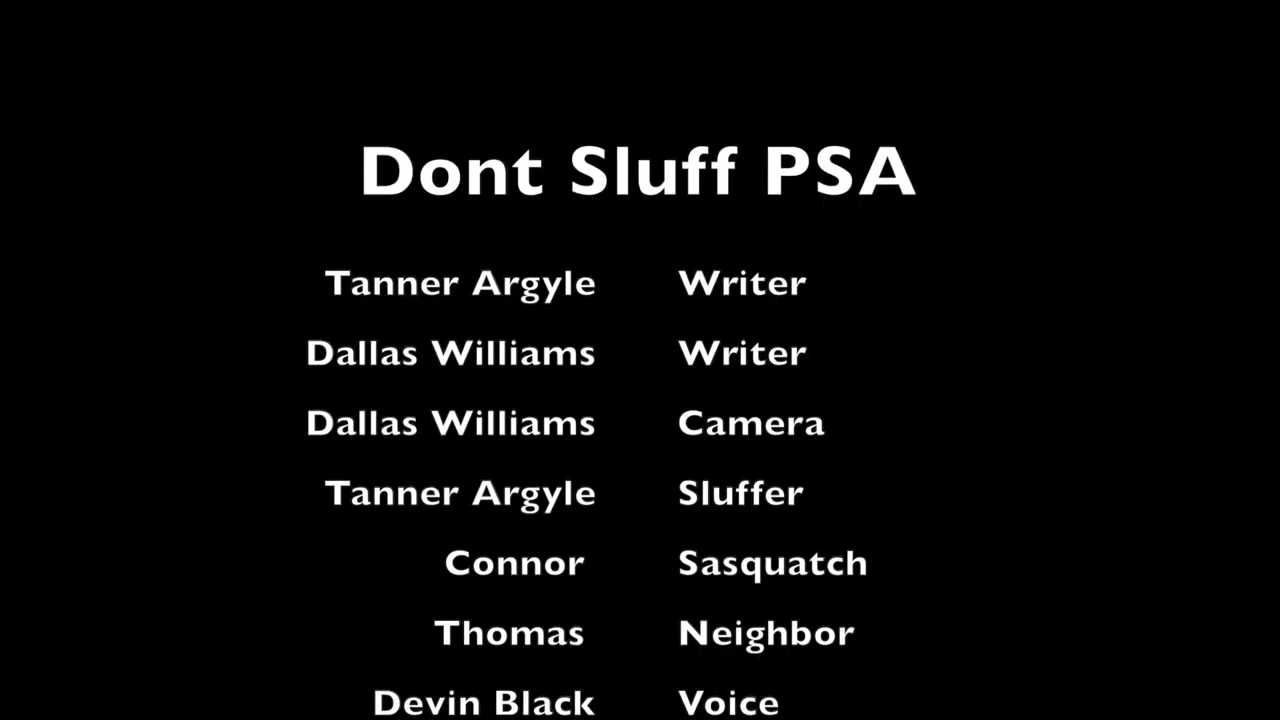 Dont Sluff PSA
Tanner Argyle Writer
Dallas Williams Writer
Dallas Williams Camera
Tanner Argyle Sluffer
Connor Sasquatch
Thomas Neighbor
Devin Black Voice